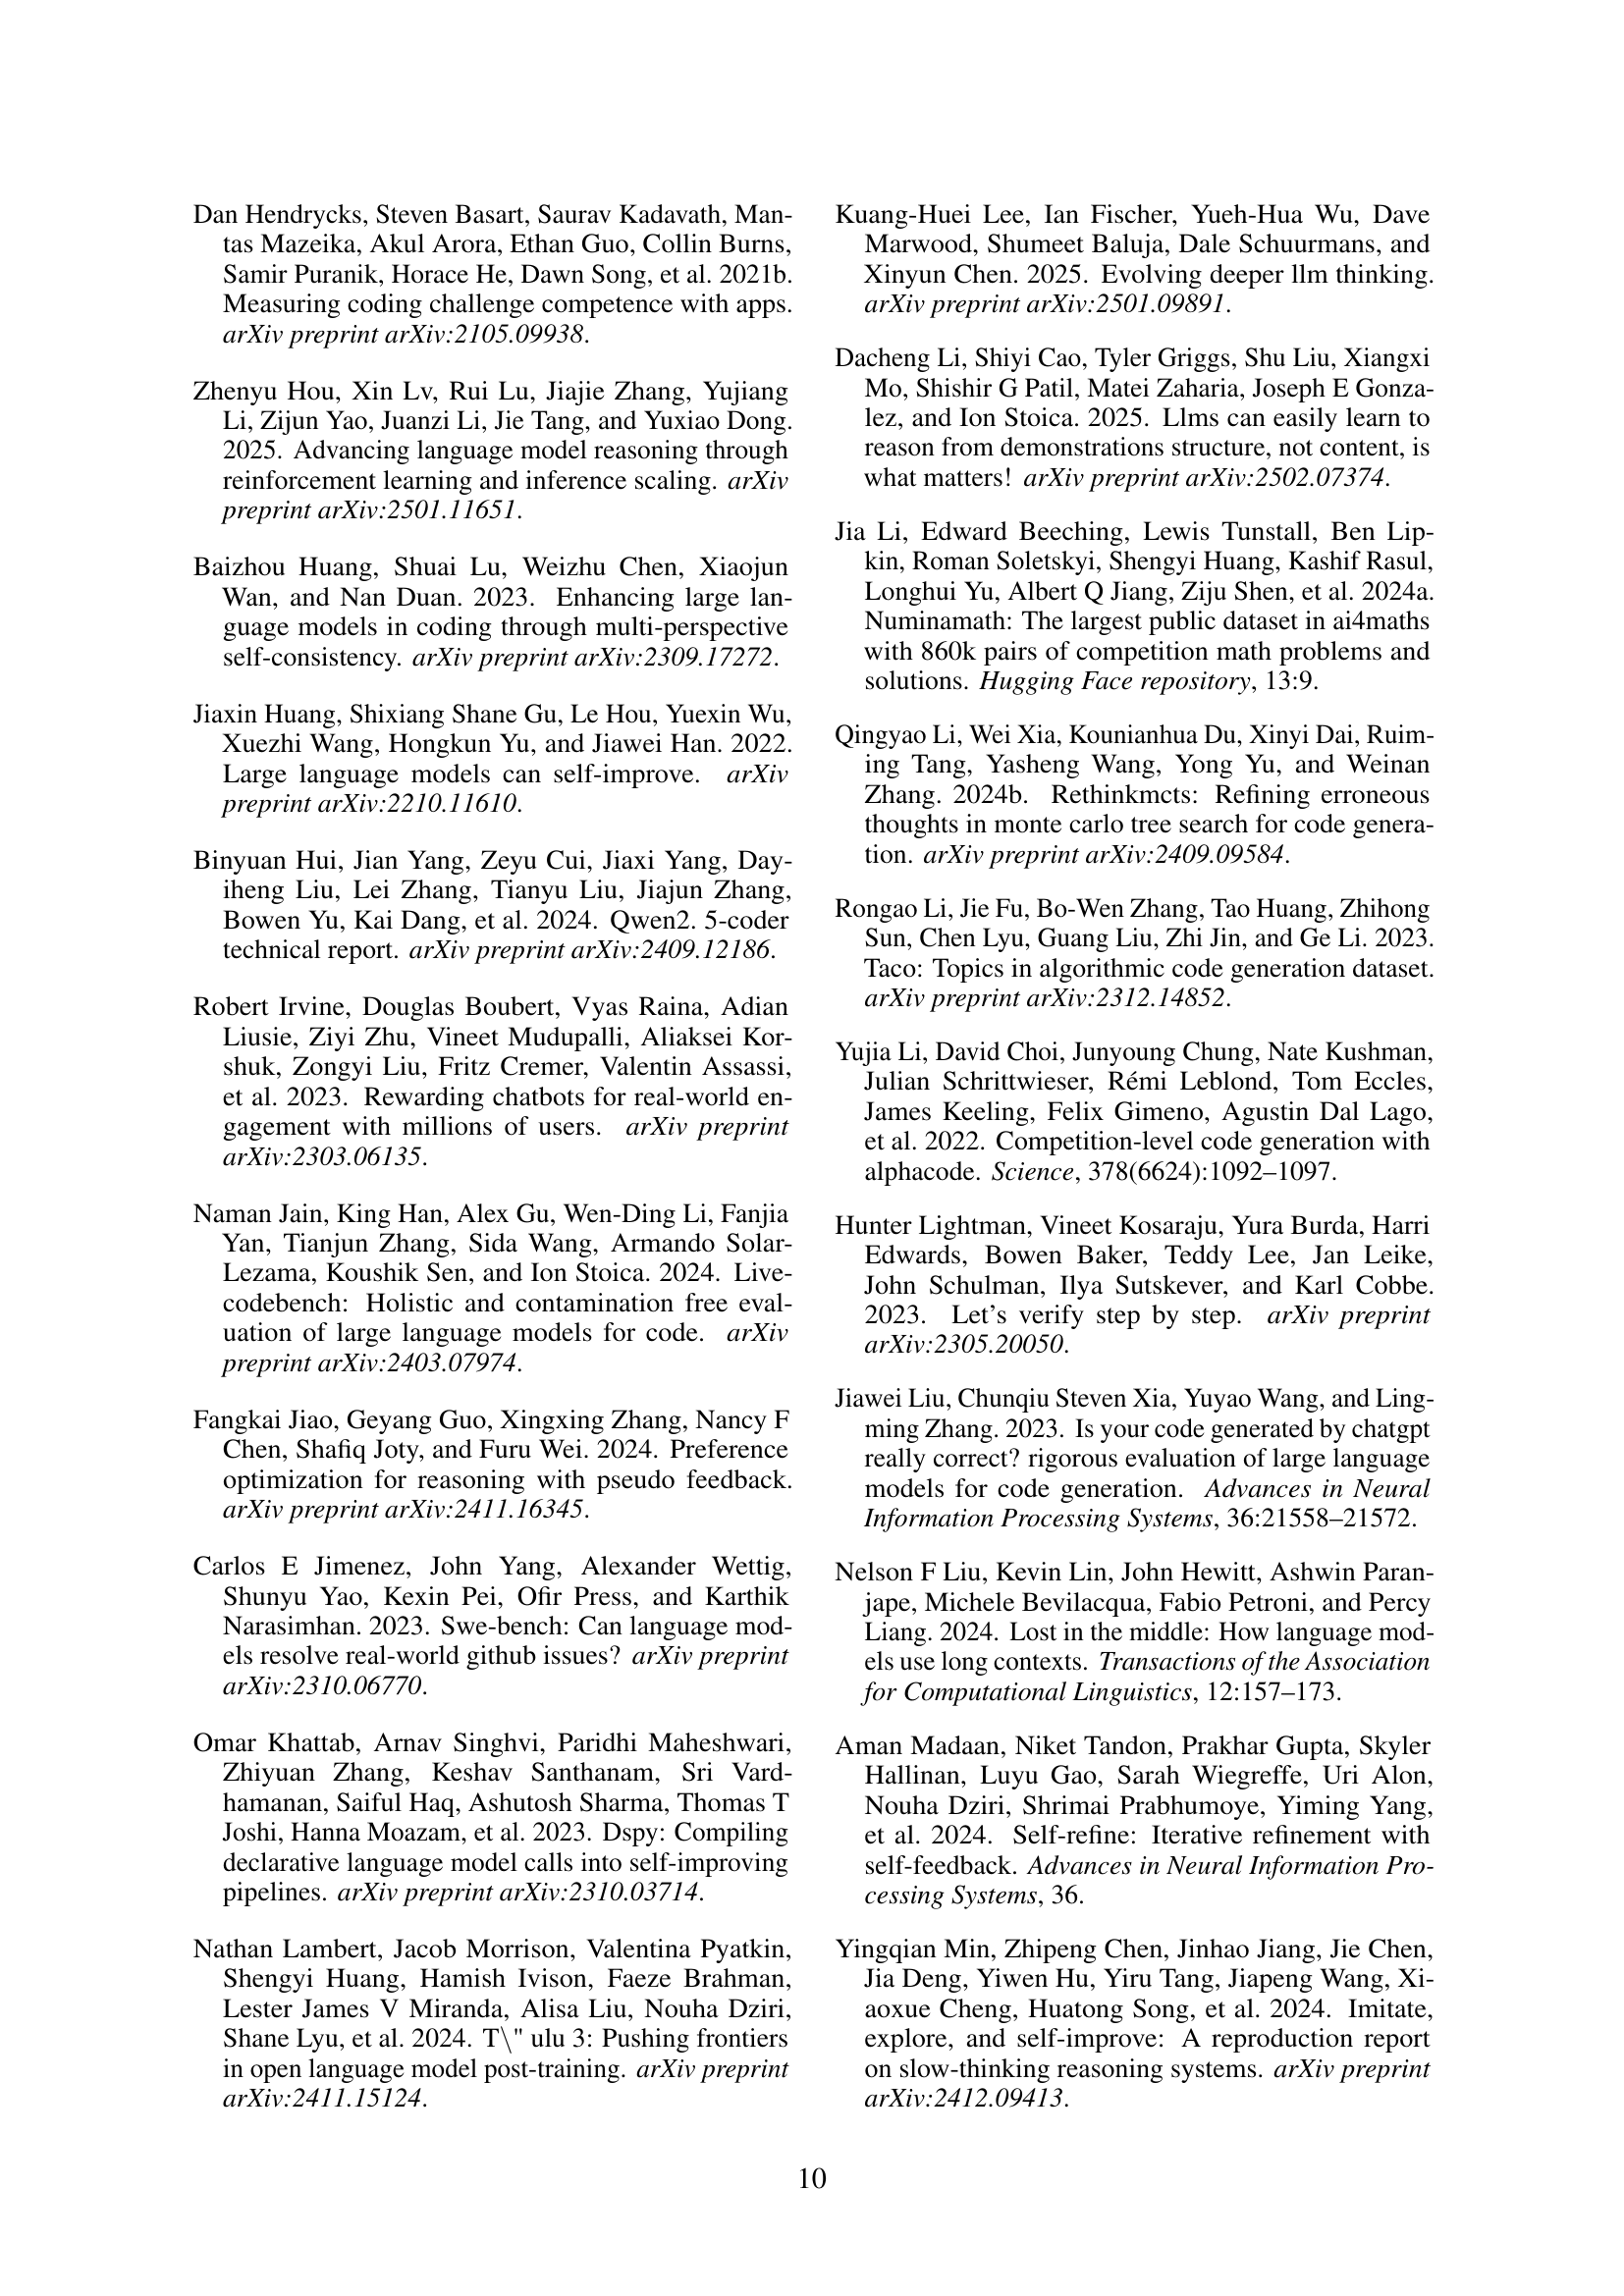 Dan Hendrycks, Steven Basart, Saurav Kadavath, Man-
tas Mazeika, Akul Arora, Ethan Guo, Collin Burns,
Samir Puranik, Horace He, Dawn Song, et al. 2021b.
Measuring coding challenge competence with apps.
arXiv preprint arXiv:2105.09938.
Zhenyu Hou, Xin Lv, Rui Lu, Jiajie Zhang, Yujiang
Li, Zijun Yao, Juanzi Li, Jie Tang, and Yuxiao Dong.
2025. Advancing language model reasoning through
reinforcement learning and inference scaling. arXiv
preprint arXiv:2501.11651.
Baizhou Huang, Shuai Lu, Weizhu Chen, Xiaojun
Wan, and Nan Duan. 2023. Enhancing large lan-
guage models in coding through multi-perspective
self-consistency. arXiv preprint arXiv:2309.17272.
Jiaxin Huang, Shixiang Shane Gu, Le Hou, Yuexin Wu,
Xuezhi Wang, Hongkun Yu, and Jiawei Han. 2022.
Large language models can self-improve. arXiv
preprint arXiv:2210.11610.
Binyuan Hui, Jian Yang, Zeyu Cui, Jiaxi Yang, Day-
iheng Liu, Lei Zhang, Tianyu Liu, Jiajun Zhang,
Bowen Yu, Kai Dang, et al. 2024. Qwen2. 5-coder
technical report. arXiv preprint arXiv:2409.12186.
Robert Irvine, Douglas Boubert, Vyas Raina, Adian
Liusie, Ziyi Zhu, Vineet Mudupalli, Aliaksei Kor-
shuk, Zongyi Liu, Fritz Cremer, Valentin Assassi,
et al. 2023. Rewarding chatbots for real-world en-
gagement with millions of users. arXiv preprint
arXiv:2303.06135.
Naman Jain, King Han, Alex Gu, Wen-Ding Li, Fanjia
Yan, Tianjun Zhang, Sida Wang, Armando Solar-
Lezama, Koushik Sen, and Ion Stoica. 2024. Live-
codebench: Holistic and contamination free eval-
uation of large language models for code. arXiv
preprint arXiv:2403.07974.
Fangkai Jiao, Geyang Guo, Xingxing Zhang, Nancy F
Chen, Shafiq Joty, and Furu Wei. 2024. Preference
optimization for reasoning with pseudo feedback.
arXiv preprint arXiv:2411.16345.
Carlos E Jimenez, John Yang, Alexander Wettig,
Shunyu Yao, Kexin Pei, Ofir Press, and Karthik
Narasimhan. 2023. Swe-bench: Can language mod-
els resolve real-world github issues? arXiv preprint
arXiv:2310.06770.
Omar Khattab, Arnav Singhvi, Paridhi Maheshwari,
Zhiyuan Zhang, Keshav Santhanam, Sri Vard-
hamanan, Saiful Haq, Ashutosh Sharma, Thomas T
Joshi, Hanna Moazam, et al. 2023. Dspy: Compiling
declarative language model calls into self-improving
pipelines. arXiv preprint arXiv:2310.03714.
Nathan Lambert, Jacob Morrison, Valentina Pyatkin,
Shengyi Huang, Hamish Ivison, Faeze Brahman,
Lester James V Miranda, Alisa Liu, Nouha Dziri,
Shane Lyu, et al. 2024. T\" ulu 3: Pushing frontiers
in open language model post-training. arXiv preprint
arXiv:2411.15124.
Kuang-Huei Lee, Ian Fischer, Yueh-Hua Wu, Dave
Marwood, Shumeet Baluja, Dale Schuurmans, and
Xinyun Chen. 2025. Evolving deeper llm thinking.
arXiv preprint arXiv:2501.09891.
Dacheng Li, Shiyi Cao, Tyler Griggs, Shu Liu, Xiangxi
Mo, Shishir G Patil, Matei Zaharia, Joseph E Gonza-
lez, and Ion Stoica. 2025. Llms can easily learn to
reason from demonstrations structure, not content, is
what matters! arXiv preprint arXiv:2502.07374.
Jia Li, Edward Beeching, Lewis Tunstall, Ben Lip-
kin, Roman Soletskyi, Shengyi Huang, Kashif Rasul,
Longhui Yu, Albert Q Jiang, Ziju Shen, et al. 2024a.
Numinamath: The largest public dataset in ai4maths
with 860k pairs of competition math problems and
solutions. Hugging Face repository, 13:9.
Qingyao Li, Wei Xia, Kounianhua Du, Xinyi Dai, Ruim-
ing Tang, Yasheng Wang, Yong Yu, and Weinan
Zhang. 2024b. Rethinkmcts: Refining erroneous
thoughts in monte carlo tree search for code genera-
tion. arXiv preprint arXiv:2409.09584.
Rongao Li, Jie Fu, Bo-Wen Zhang, Tao Huang, Zhihong
Sun, Chen Lyu, Guang Liu, Zhi Jin, and Ge Li. 2023.
Taco: Topics in algorithmic code generation dataset.
arXiv preprint arXiv:2312.14852.
Yujia Li, David Choi, Junyoung Chung, Nate Kushman,
Julian Schrittwieser, Rémi Leblond, Tom Eccles,
James Keeling, Felix Gimeno, Agustin Dal Lago,
et al. 2022. Competition-level code generation with
alphacode. Science, 378(6624):1092–1097.
Hunter Lightman, Vineet Kosaraju, Yura Burda, Harri
Edwards, Bowen Baker, Teddy Lee, Jan Leike,
John Schulman, Ilya Sutskever, and Karl Cobbe.
2023. Let's verify step by step. arXiv preprint
arXiv:2305.20050.
Jiawei Liu, Chunqiu Steven Xia, Yuyao Wang, and Ling-
ming Zhang. 2023. Is your code generated by chatgpt
really correct? rigorous evaluation of large language
models for code generation. Advances in Neural
Information Processing Systems, 36:21558–21572.
Nelson F Liu, Kevin Lin, John Hewitt, Ashwin Paran-
jape, Michele Bevilacqua, Fabio Petroni, and Percy
Liang. 2024. Lost in the middle: How language mod-
els use long contexts. Transactions of the Association
for Computational Linguistics, 12:157–173.
Aman Madaan, Niket Tandon, Prakhar Gupta, Skyler
Hallinan, Luyu Gao, Sarah Wiegreffe, Uri Alon,
Nouha Dziri, Shrimai Prabhumoye, Yiming Yang,
et al. 2024. Self-refine: Iterative refinement with
self-feedback. Advances in Neural Information Pro-
cessing Systems, 36.
Yingqian Min, Zhipeng Chen, Jinhao Jiang, Jie Chen,
Jia Deng, Yiwen Hu, Yiru Tang, Jiapeng Wang, Xi-
aoxue Cheng, Huatong Song, et al. 2024. Imitate,
explore, and self-improve: A reproduction report
on slow-thinking reasoning systems. arXiv preprint
arXiv:2412.09413.
10